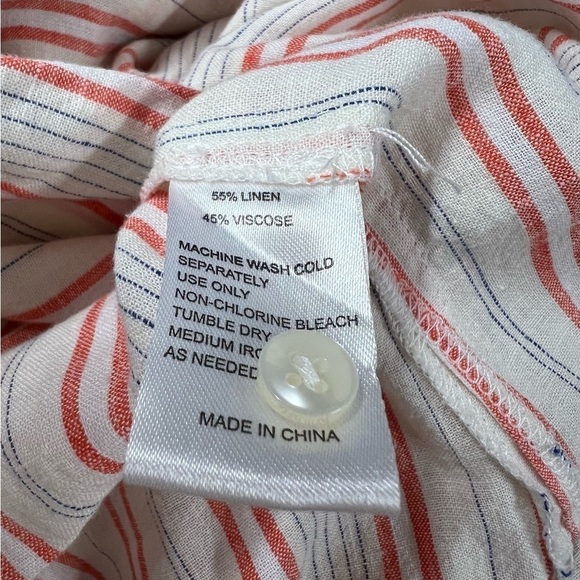 55% LINEN
45% VISCOSE
MACHINE WASH COLD
SEPARATELY
USE ONLY
NON-CHLORINE BLEACH
TUMBLE DRY
MEDIUM
AS NEEDED
MADE IN CHINA